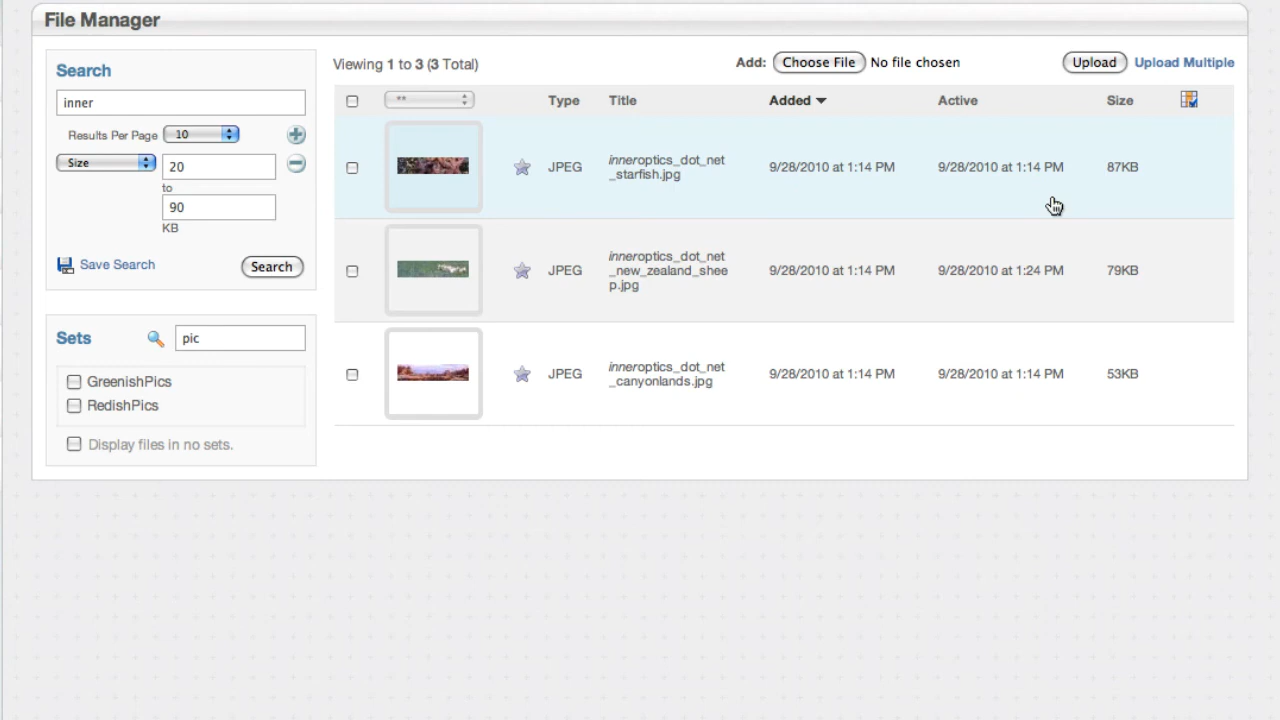 File Manager
Search
inner
Results Per Page 10
Size 20
to
90
KB
Save Search Search
Sets pic
GreenishPics
RedishPics
Display files in no sets.
Viewing 1 to 3 (3 Total) Add: Choose File No file chosen Upload Upload Multiple
** Type Title Added Active Size
JPEG inneroptics_dot_net 9/28/2010 at 1:14 PM 9/28/2010 at 1:14 PM 87KB
_starfish.jpg
inneroptics_dot_net
JPEG _new_zealand_shee 9/28/2010 at 1:14 PM 9/28/2010 at 1:24 PM 79KB
p.jpg
JPEG inneroptics_dot_net 9/28/2010 at 1:14 PM 9/28/2010 at 1:14 PM 53KB
_canyonlands.jpg